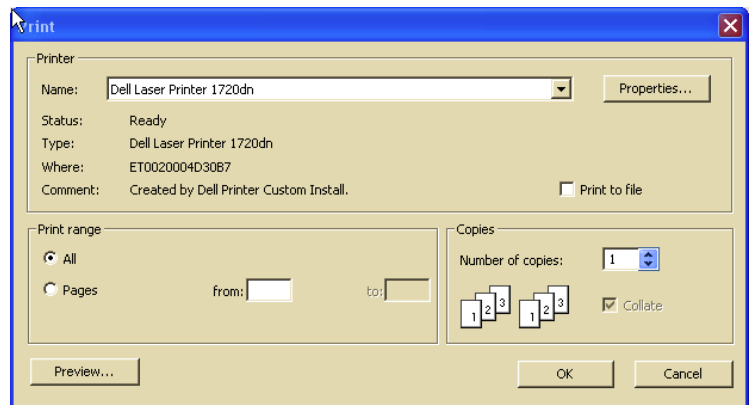 Print
Printer
Name: Dell Laser Printer 1720dn Properties...
Status: Ready
Type: Dell Laser Printer 1720dn
Where: ET0020004D30B7
Comment: Created by Dell Printer Custom Install. Print to file
Print range Copies
All Number of copies: 1
Pages from: to:
1 2 3 1 2 3 Collate
Preview... OK Cancel